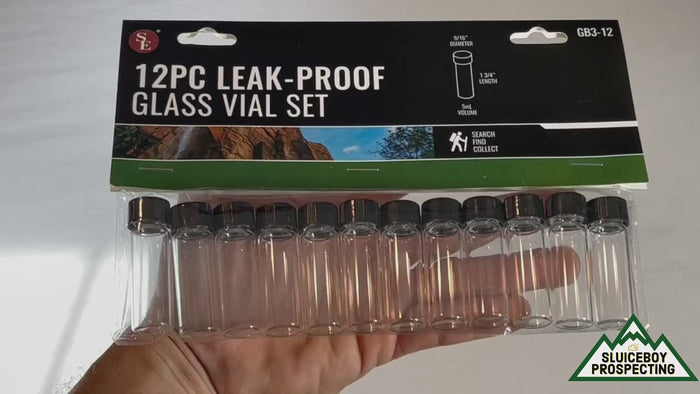 SE
GB3-12
12PC LEAK-PROOF
GLASS VIAL SET
9/16"
DIAMETER
1 3/4"
LENGTH
5mL
VOLUME
SEARCH
FIND
COLLECT
SLUICEBOY
PROSPECTING